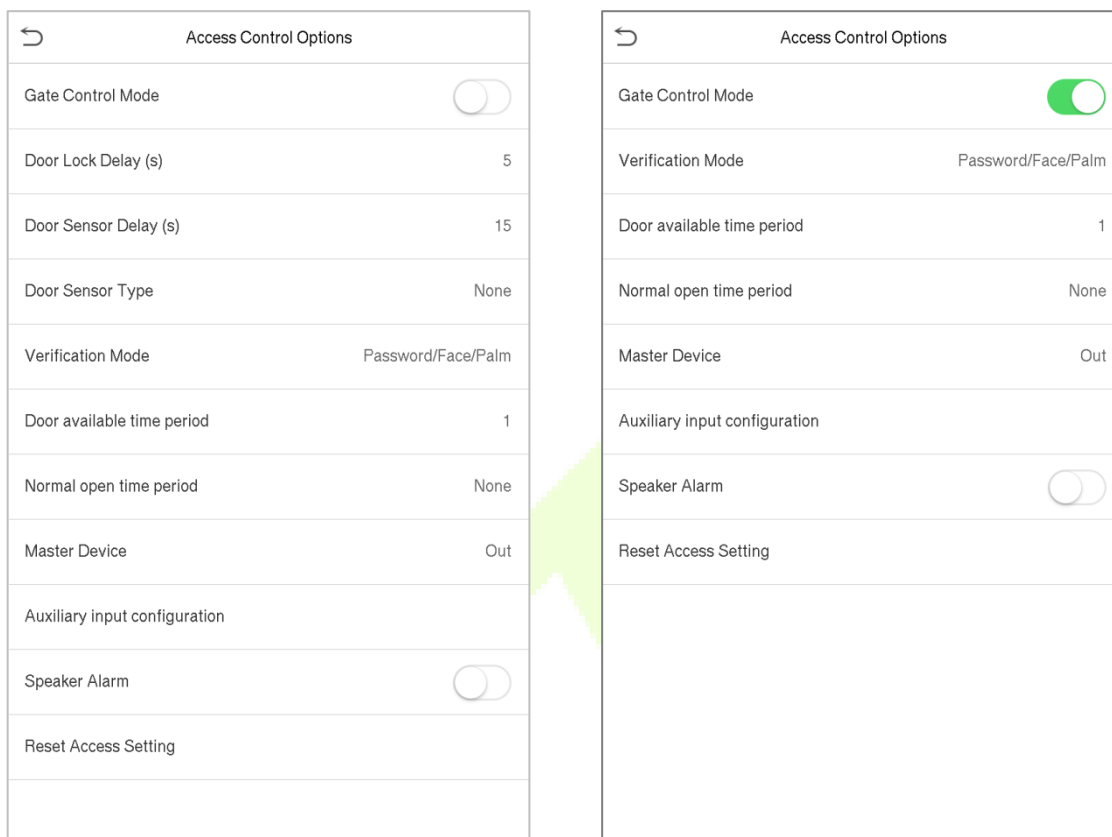 Access Control Options
Gate Control Mode
Door Lock Delay (s) 5
Door Sensor Delay (s) 15
Door Sensor Type None
Verification Mode Password/Face/Palm
Door available time period 1
Normal open time period None
Master Device Out
Auxiliary input configuration
Speaker Alarm
Reset Access Setting
Access Control Options
Gate Control Mode
Verification Mode Password/Face/Palm
Door available time period 1
Normal open time period None
Master Device Out
Auxiliary input configuration
Speaker Alarm
Reset Access Setting